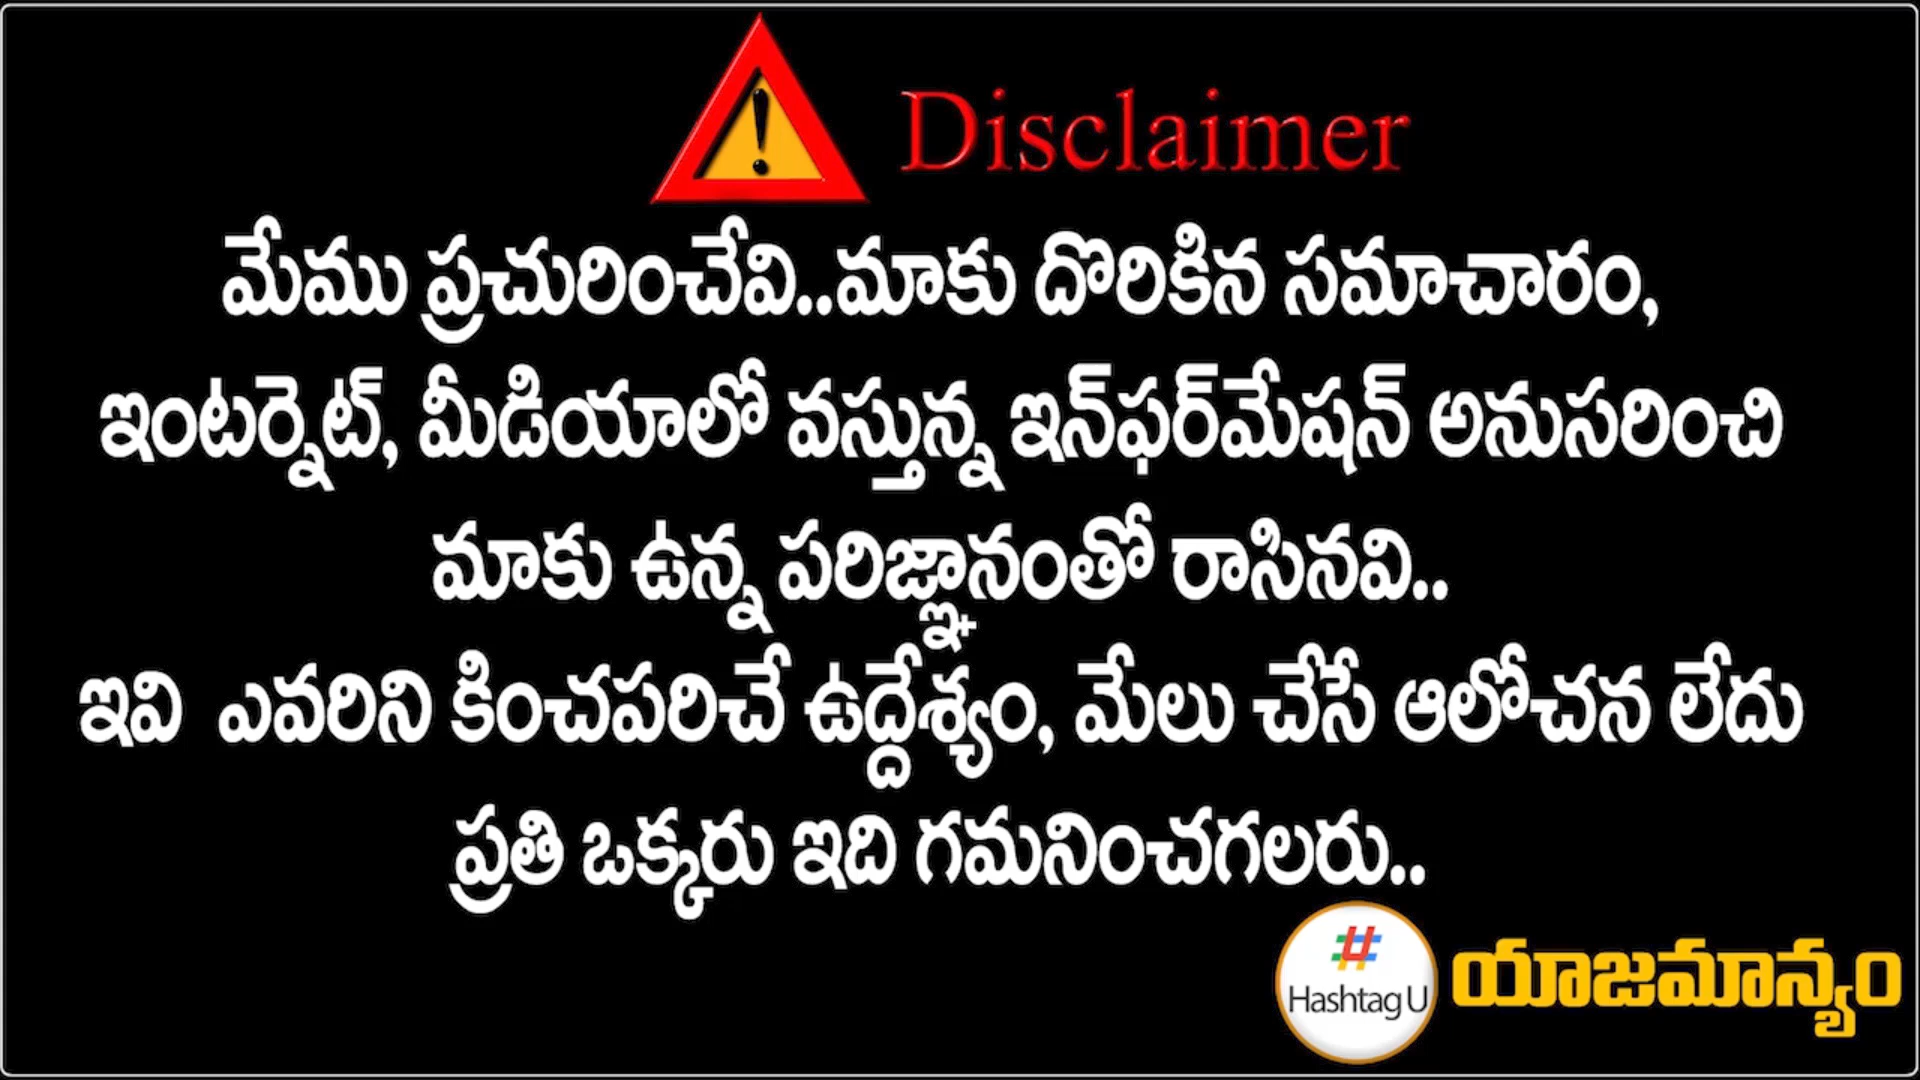 Disclaimer
మేము ప్రచురించేవి..మాకు దొరికిన సమాచారం,
ఇంటర్నెట్, మీడియాలో వస్తున్న ఇన్‌ఫర్‌మేషన్ అనుసరించి
మాకు ఉన్న పరిజ్ఞానంతో రాసినవి..
ఇవి ఎవరిని కించపరిచే ఉద్దేశ్యం, మేలు చేసే ఆలోచన లేదు
ప్రతి ఒక్కరు ఇది గమనించగలరు..
Hashtag U యాజమాన్యం